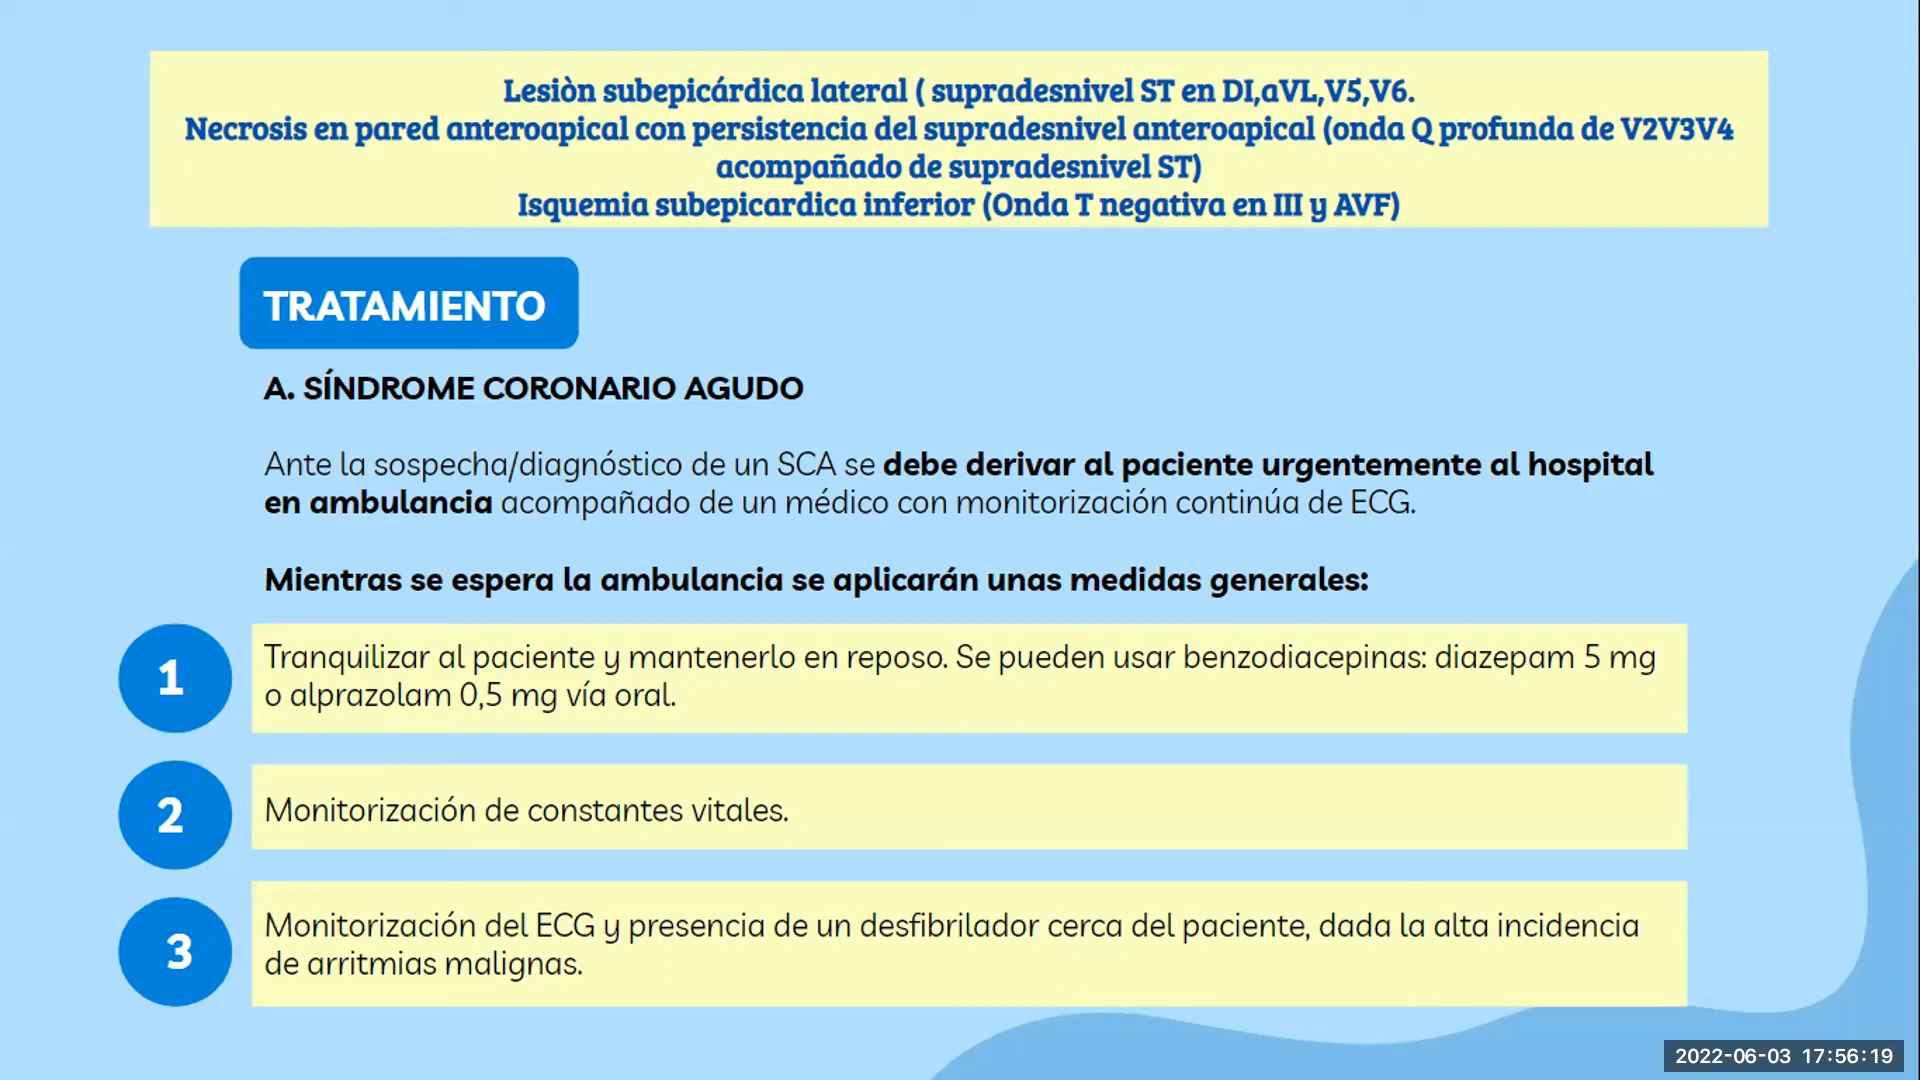 Lesiòn subepicárdica lateral ( supradesnivel ST en DI,aVL,V5,V6.
Necrosis en pared anteroapical con persistencia del supradesnivel anteroapical (onda Q profunda de V2V3V4
acompañado de supradesnivel ST)
Isquemia subepicardica inferior (Onda T negativa en III y AVF)
TRATAMIENTO
A. SÍNDROME CORONARIO AGUDO
Ante la sospecha/diagnóstico de un SCA se debe derivar al paciente urgentemente al hospital
en ambulancia acompañado de un médico con monitorización continúa de ECG.
Mientras se espera la ambulancia se aplicarán unas medidas generales:
1
Tranquilizar al paciente y mantenerlo en reposo. Se pueden usar benzodiacepinas: diazepam 5 mg
o alprazolam 0,5 mg vía oral.
2
Monitorización de constantes vitales.
3
Monitorización del ECG y presencia de un desfibrilador cerca del paciente, dada la alta incidencia
de arritmias malignas.
2022-06-03 17:56:19